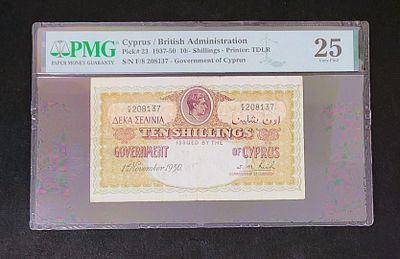 PMG
PAPER MONEY GUARANTY
Cyprus / British Administration
Pick# 23 1937-50 10/- Shillings - Printer: TDLR
S/N F/8 208137 - Government of Cyprus
25
Very Fine
F/8 208137
F/8 208137
ΔΕΚΑ ΣΕΛΙΝΙΑ
اون شلين
TEN SHILLINGS
ISSUED BY THE
GOVERNMENT OF CYPRUS
1st November 1950.